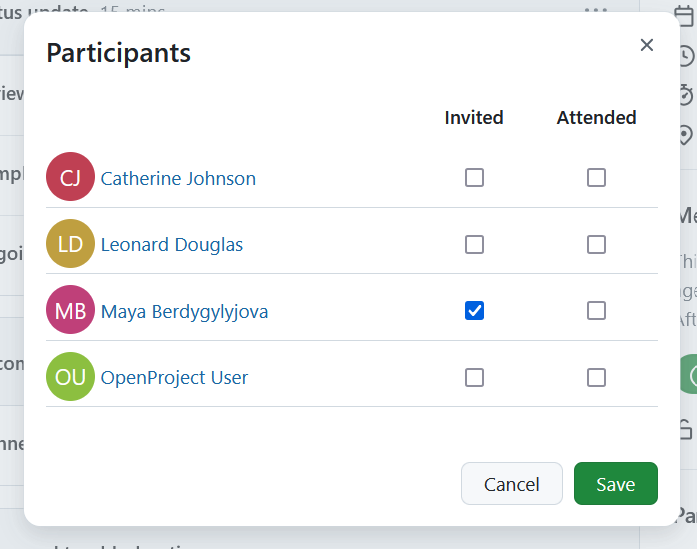 tus update 15 mins
Participants
Invited Attended
CJ Catherine Johnson
LD Leonard Douglas
MB Maya Berdygylyjova
OU OpenProject User
Cancel Save